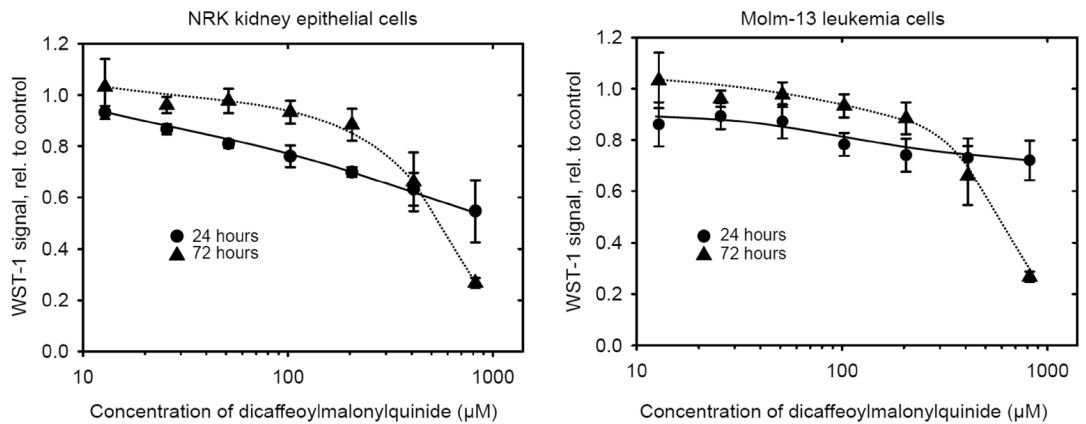 NRK kidney epithelial cells
WST-1 signal, rel. to control
1.2
1.0
0.8
0.6
0.4
0.2
0.0
24 hours
72 hours
10
100
1000
Concentration of dicaffeoylmalonylquinide (µM)
Molm-13 leukemia cells
WST-1 signal, rel. to control
1.2
1.0
0.8
0.6
0.4
0.2
0.0
24 hours
72 hours
10
100
1000
Concentration of dicaffeoylmalonylquinide (µM)